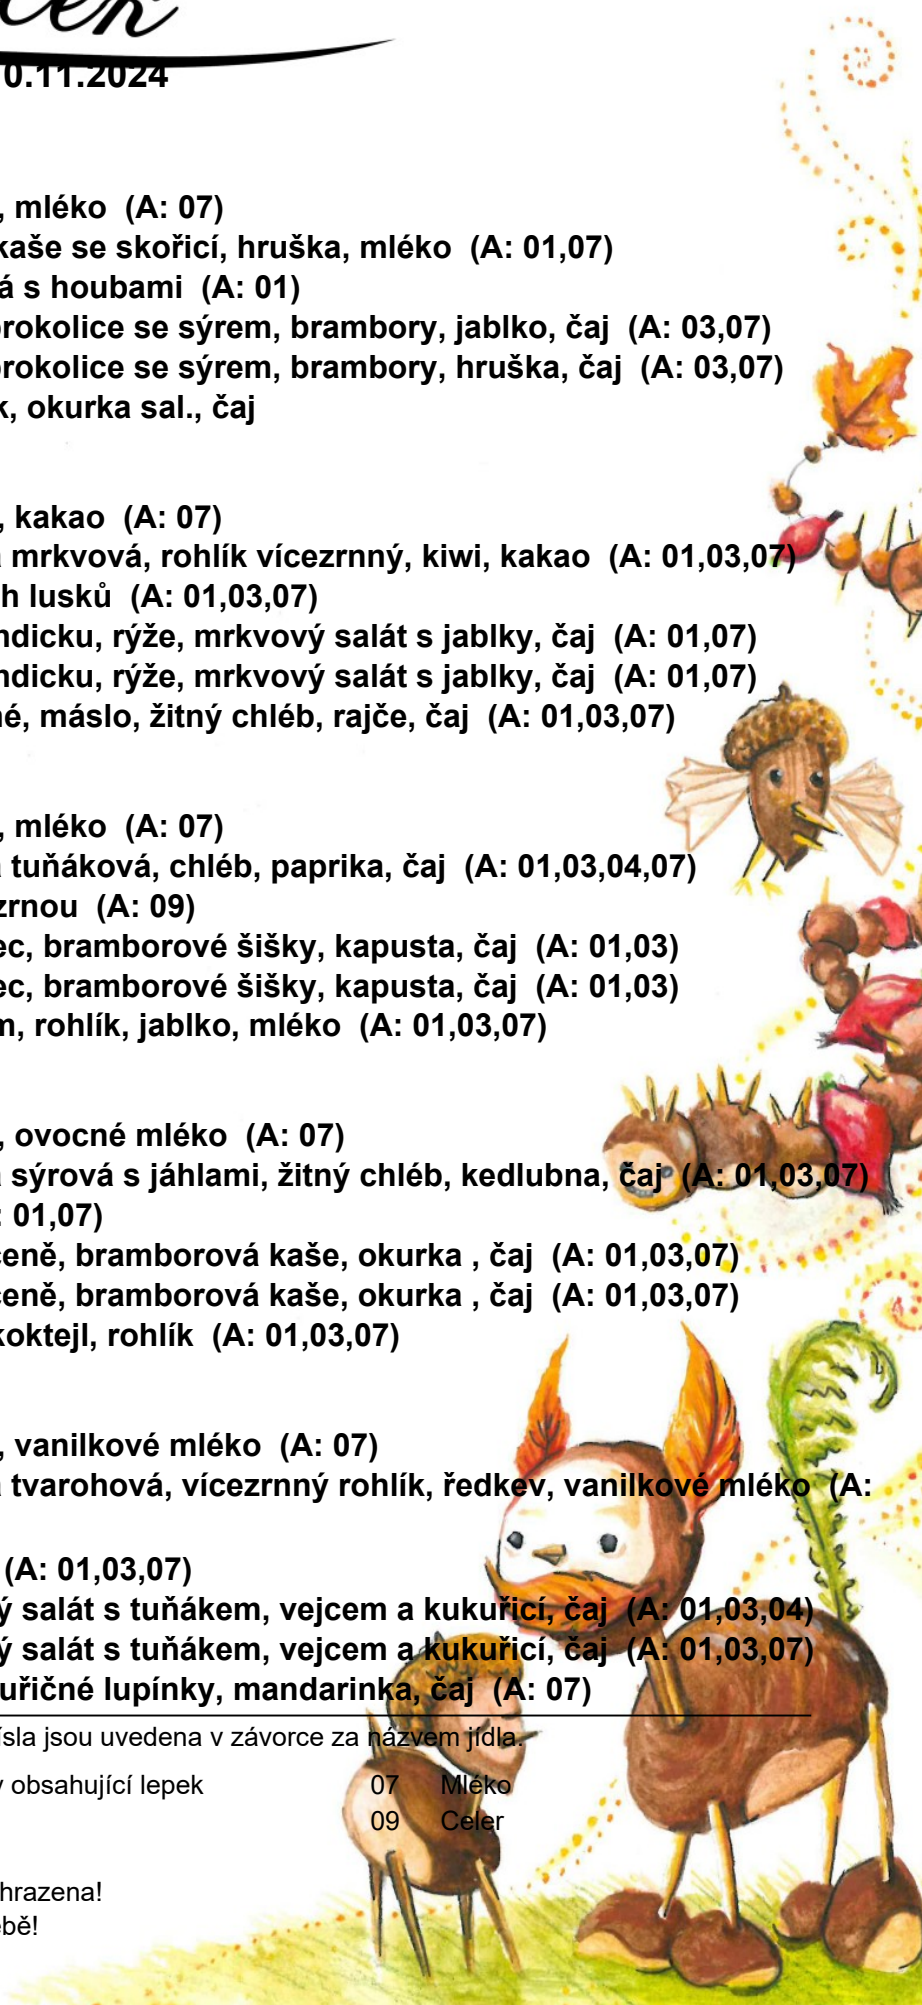 0.11.2024
, mléko (A: 07)
kaše se skořicí, hruška, mléko (A: 01,07)
á s houbami (A: 01)
brokolice se sýrem, brambory, jablko, čaj (A: 03,07)
brokolice se sýrem, brambory, hruška, čaj (A: 03,07)
k, okurka sal., čaj
, kakao (A: 07)
a mrkvová, rohlík vícezrnný, kiwi, kakao (A: 01,03,07)
h lusků (A: 01,03,07)
ndicku, rýže, mrkvový salát s jablky, čaj (A: 01,07)
ndicku, rýže, mrkvový salát s jablky, čaj (A: 01,07)
né, máslo, žitný chléb, rajče, čaj (A: 01,03,07)
, mléko (A: 07)
a tuňáková, chléb, paprika, čaj (A: 01,03,04,07)
zrnou (A: 09)
ec, bramborové šišky, kapusta, čaj (A: 01,03)
ec, bramborové šišky, kapusta, čaj (A: 01,03)
m, rohlík, jablko, mléko (A: 01,03,07)
, ovocné mléko (A: 07)
a sýrová s jáhlami, žitný chléb, kedlubna, čaj (A: 01,03,07)
: 01,07)
čeně, bramborová kaše, okurka , čaj (A: 01,03,07)
čeně, bramborová kaše, okurka , čaj (A: 01,03,07)
koktejl, rohlík (A: 01,03,07)
, vanilkové mléko (A: 07)
a tvarohová, vícezrnný rohlík, ředkev, vanilkové mléko (A:
(A: 01,03,07)
ý salát s tuňákem, vejcem a kukuřicí, čaj (A: 01,03,04)
ý salát s tuňákem, vejcem a kukuřicí, čaj (A: 01,03,07)
uřičné lupínky, mandarinka, čaj (A: 07)
ísla jsou uvedena v závorce za názvem jídla.
y obsahující lepek 07 Mléko
09 Celer
hrazena!
ebě!